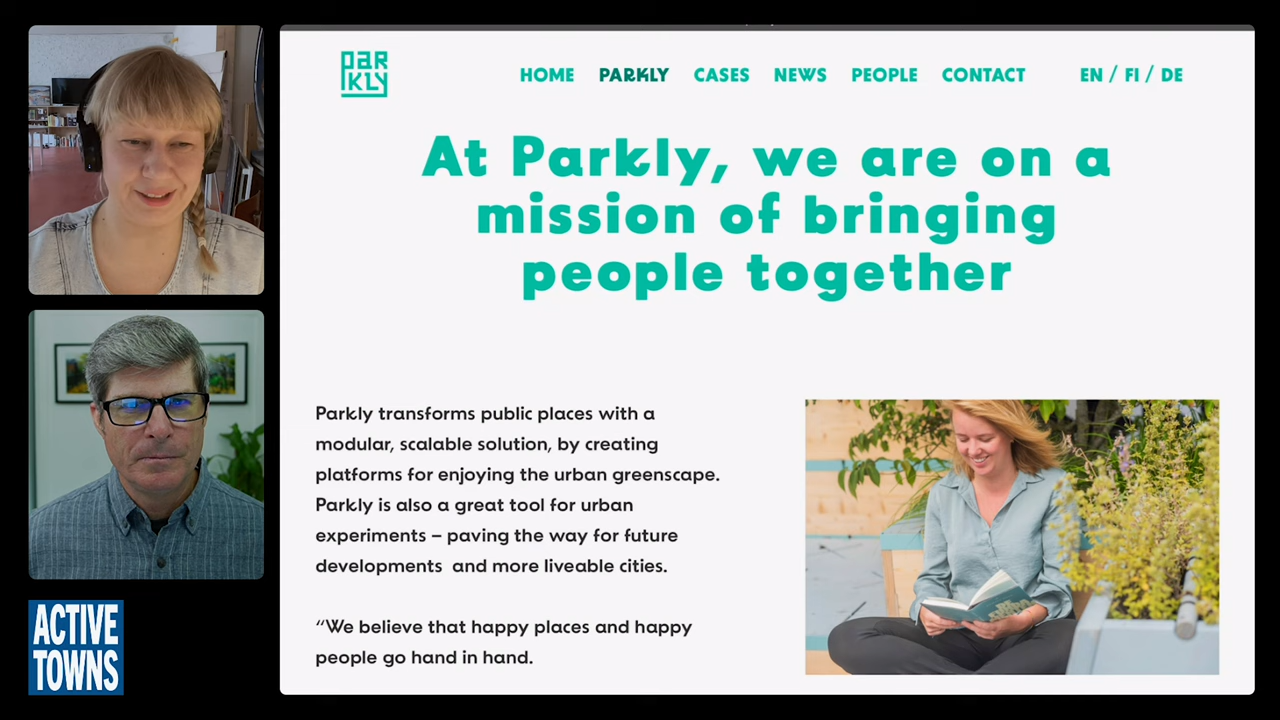 par
kly
HOME PARKLY CASES NEWS PEOPLE CONTACT EN / FI / DE
At Parkly, we are on a
mission of bringing
people together
Parkly transforms public places with a
modular, scalable solution, by creating
platforms for enjoying the urban greenscape.
Parkly is also a great tool for urban
experiments – paving the way for future
developments and more liveable cities.
“We believe that happy places and happy
people go hand in hand.
ACTIVE
TOWNS